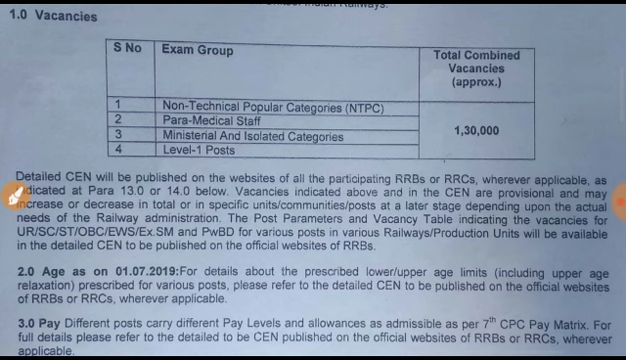 Indian Railways.
1.0 Vacancies
S No Exam Group Total Combined
Vacancies
(approx.)
1 Non-Technical Popular Categories (NTPC)
2 Para-Medical Staff
1,30,000
3 Ministerial And Isolated Categories
4 Level-1 Posts
Detailed CEN will be published on the websites of all the participating RRBs or RRCs, wherever applicable, as
indicated at Para 13.0 or 14.0 below. Vacancies indicated above and in the CEN are provisional and may
increase or decrease in total or in specific units/communities/posts at a later stage depending upon the actual
needs of the Railway administration. The Post Parameters and Vacancy Table indicating the vacancies for
UR/SC/ST/OBC/EWS/Ex.SM and PwBD for various posts in various Railways/Production Units will be available
in the detailed CEN to be published on the official websites of RRBs.
2.0 Age as on 01.07.2019:For details about the prescribed lower/upper age limits (including upper age
relaxation) prescribed for various posts, please refer to the detailed CEN to be published on the official websites
of RRBs or RRCs, wherever applicable.
3.0 Pay Different posts carry different Pay Levels and allowances as admissible as per 7th CPC Pay Matrix. For
full details please refer to the detailed to be CEN published on the official websites of RRBs or RRCs, wherever
applicable.